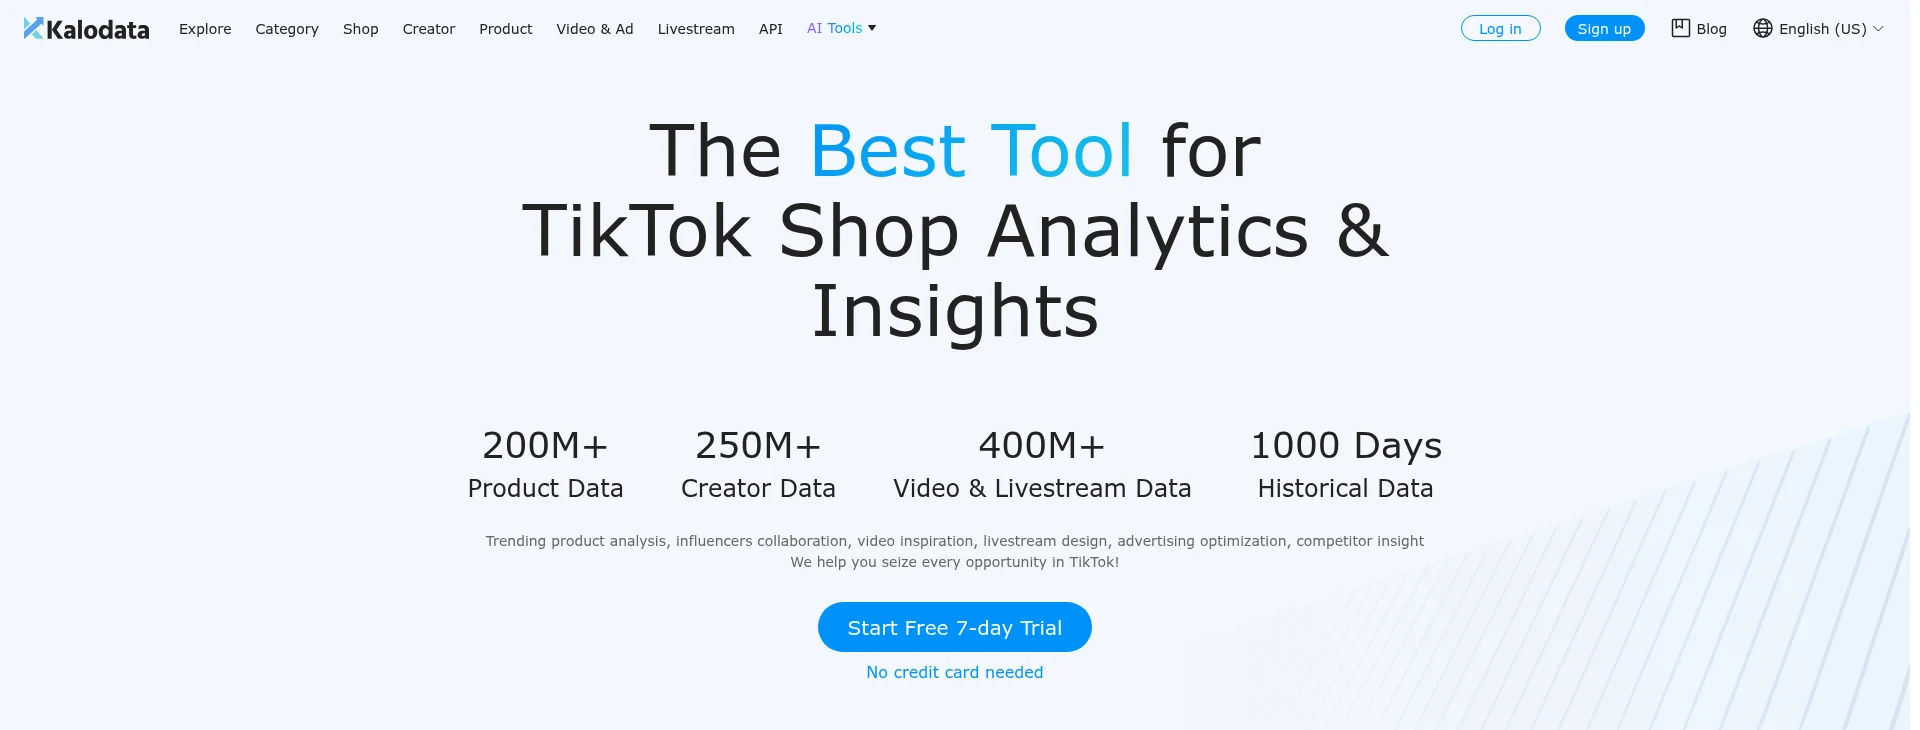 Kalodata
Explore
Category
Shop
Creator
Product
Video & Ad
Livestream
API
AI Tools
Log in
Sign up
Blog
English (US)
The Best Tool for
TikTok Shop Analytics &
Insights
200M+
Product Data
250M+
Creator Data
400M+
Video & Livestream Data
1000 Days
Historical Data
Trending product analysis, influencers collaboration, video inspiration, livestream design, advertising optimization, competitor insight
We help you seize every opportunity in TikTok!
Start Free 7-day Trial
No credit card needed